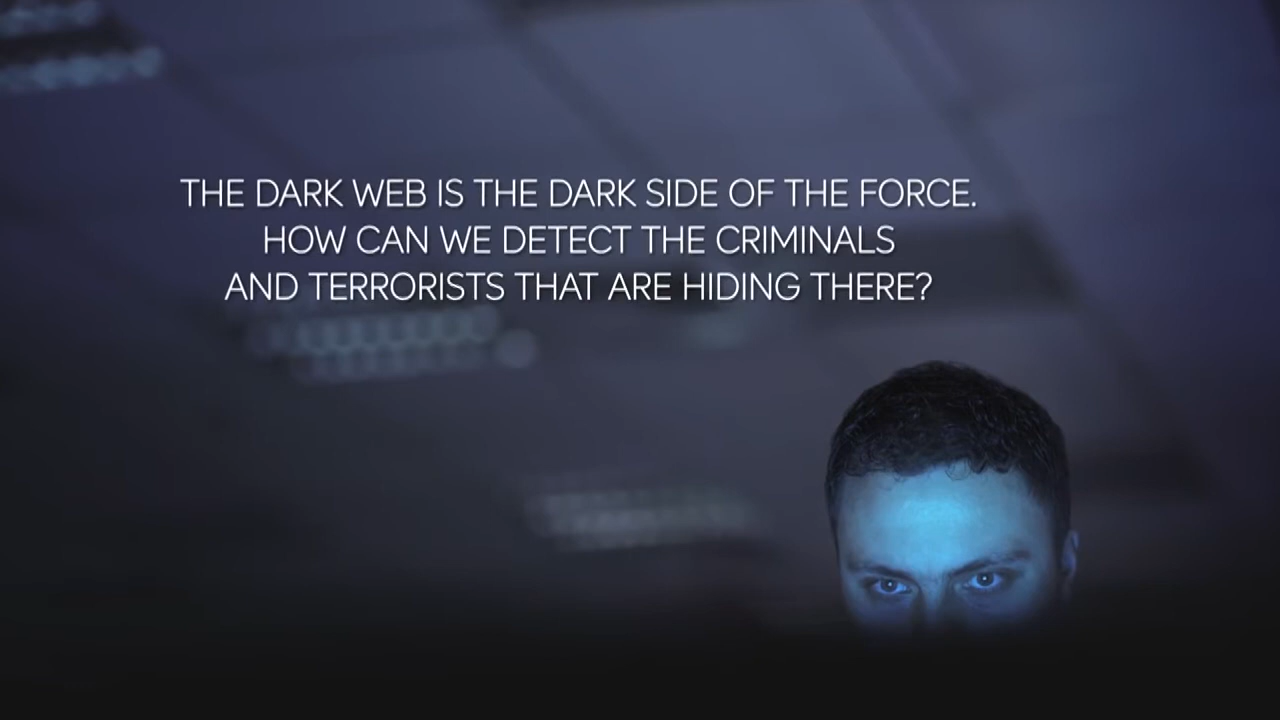 THE DARK WEB IS THE DARK SIDE OF THE FORCE.
HOW CAN WE DETECT THE CRIMINALS
AND TERRORISTS THAT ARE HIDING THERE?